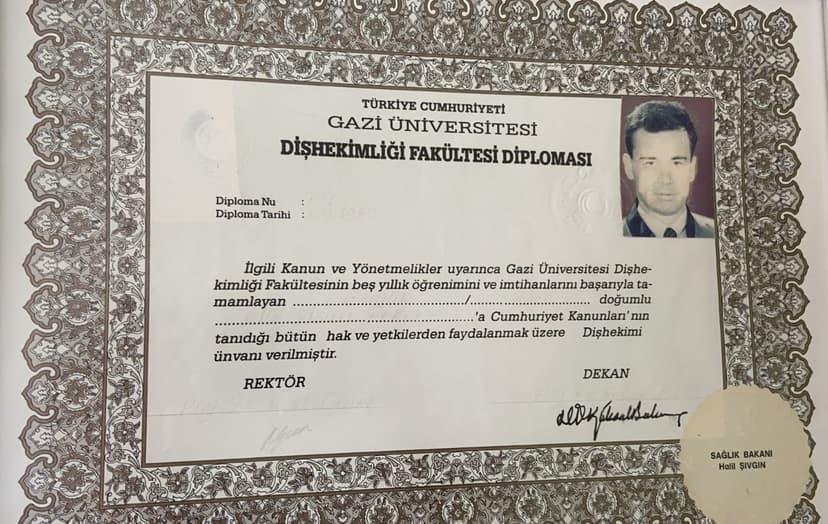 TÜRKİYE CUMHURİYETİ
GAZİ ÜNİVERSİTESİ
DİŞHEKİMLİĞİ FAKÜLTESİ DİPLOMASI
Diploma Nu :
Diploma Tarihi :
İlgili Kanun ve Yönetmelikler uyarınca Gazi Üniversitesi Dişhe-
kimliği Fakültesinin beş yıllık öğrenimini ve imtihanlarını başarıyla ta-
mamlayan ................................/........................ doğumlu
................................................'a Cumhuriyet Kanunları'nın
tanıdığı bütün hak ve yetkilerden faydalanmak üzere Dişhekimi
ünvanı verilmiştir.
REKTÖR DEKAN
SAĞLIK BAKANI
Halil ŞIVGIN